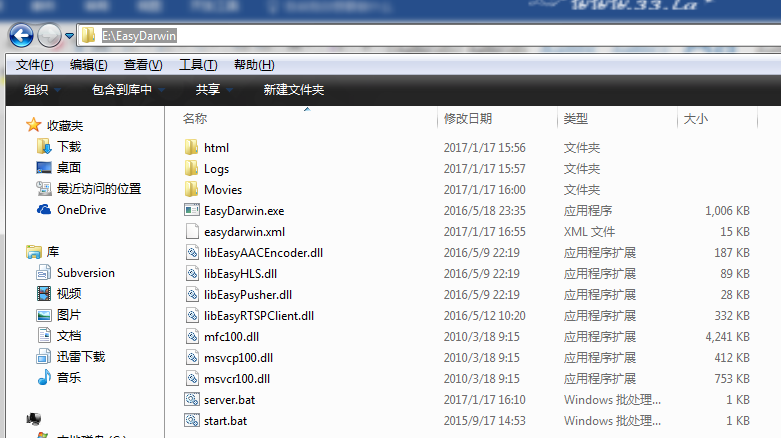 www.33.la
E:\EasyDarwin
文件(F) 编辑(E) 查看(V) 工具(T) 帮助(H)
组织 包含到库中 共享 新建文件夹
名称 修改日期 类型 大小
收藏夹
下载
桌面
最近访问的位置
OneDrive
库
Subversion
视频
图片
文档
迅雷下载
音乐
html 2017/1/17 15:56 文件夹
Logs 2017/1/17 15:57 文件夹
Movies 2017/1/17 16:00 文件夹
EasyDarwin.exe 2016/5/18 23:35 应用程序 1,006 KB
easydarwin.xml 2017/1/17 16:55 XML 文件 15 KB
libEasyAACEncoder.dll 2016/5/9 22:19 应用程序扩展 187 KB
libEasyHLS.dll 2016/5/9 22:19 应用程序扩展 89 KB
libEasyPusher.dll 2016/5/9 22:19 应用程序扩展 28 KB
libEasyRTSPClient.dll 2016/5/12 10:20 应用程序扩展 332 KB
mfc100.dll 2010/3/18 9:15 应用程序扩展 4,241 KB
msvcp100.dll 2010/3/18 9:15 应用程序扩展 412 KB
msvcr100.dll 2010/3/18 9:15 应用程序扩展 753 KB
server.bat 2017/1/17 16:10 Windows 批处理... 1 KB
start.bat 2015/9/17 14:53 Windows 批处理... 1 KB